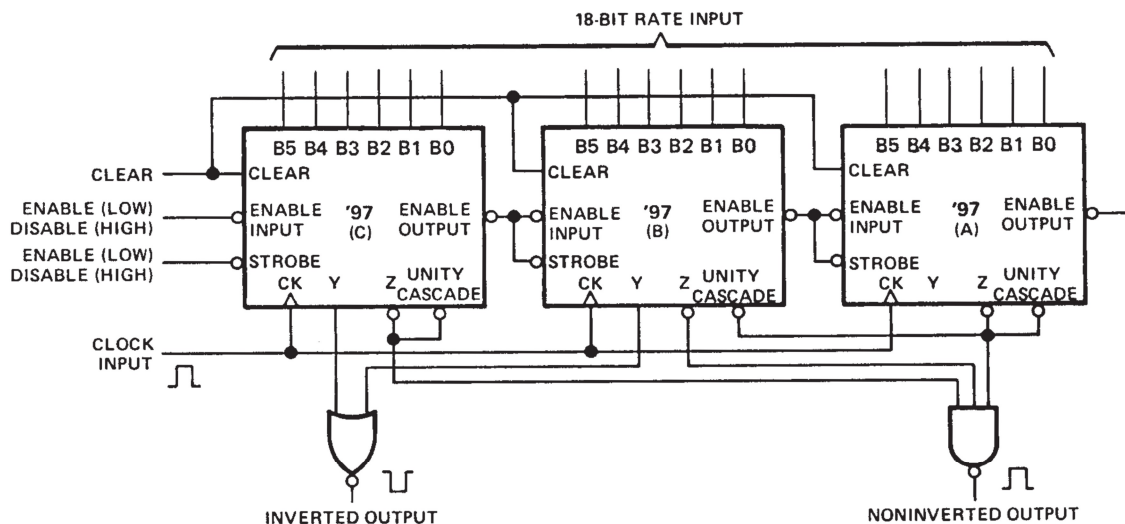 18-BIT RATE INPUT
B5 B4 B3 B2 B1 B0
B5 B4 B3 B2 B1 B0
B5 B4 B3 B2 B1 B0
CLEAR
CLEAR
CLEAR
CLEAR
ENABLE (LOW)
DISABLE (HIGH)
ENABLE
INPUT
'97
(C)
ENABLE
OUTPUT
ENABLE
INPUT
'97
(B)
ENABLE
OUTPUT
ENABLE
INPUT
'97
(A)
ENABLE
OUTPUT
ENABLE (LOW)
DISABLE (HIGH)
STROBE
STROBE
STROBE
CK Y Z UNITY
CASCADE
CK Y Z UNITY
CASCADE
CK Y Z UNITY
CASCADE
CLOCK
INPUT
INVERTED OUTPUT
NONINVERTED OUTPUT